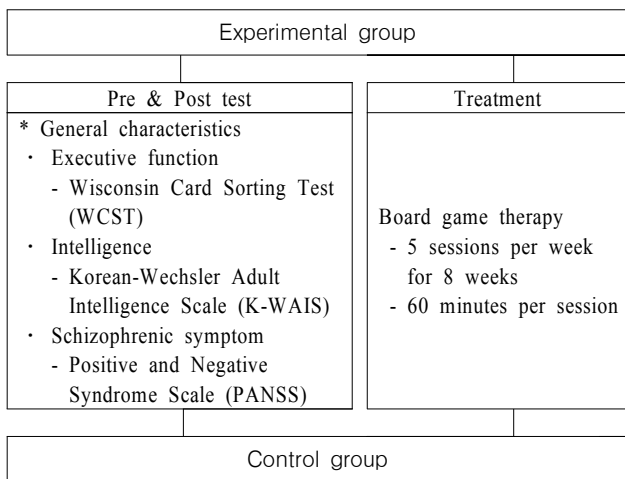 Experimental group
Pre & Post test
* General characteristics
· Executive function
- Wisconsin Card Sorting Test
(WCST)
· Intelligence
- Korean-Wechsler Adult
Intelligence Scale (K-WAIS)
· Schizophrenic symptom
- Positive and Negative
Syndrome Scale (PANSS)
Treatment
Board game therapy
- 5 sessions per week
for 8 weeks
- 60 minutes per session
Control group